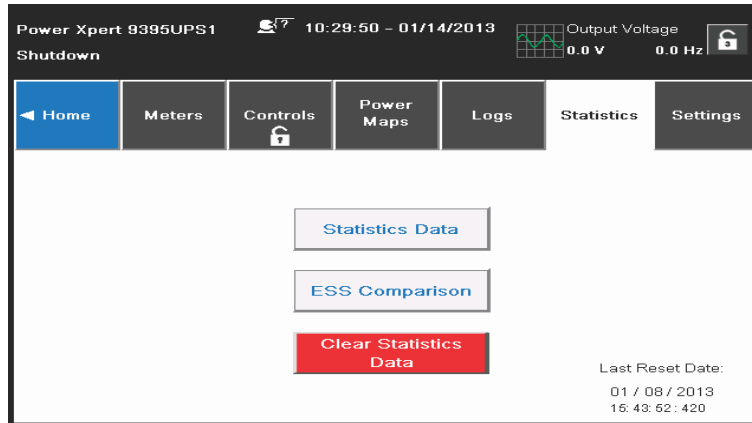 Power Xpert 9395UPS1
Shutdown
? 10:29:50 - 01/14/2013
Output Voltage
0.0 V 0.0 Hz
Home
Meters
Controls
Power
Maps
Logs
Statistics
Settings
Statistics Data
ESS Comparison
Clear Statistics
Data
Last Reset Date:
01 / 08 / 2013
15: 43: 52 : 420